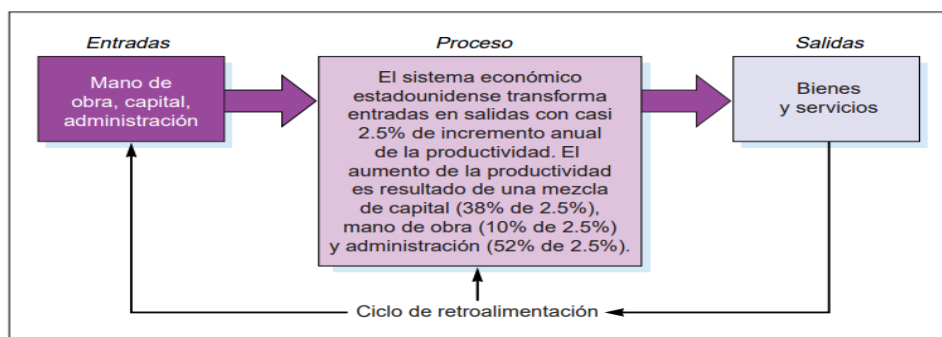 Entradas
Proceso
Salidas
Mano de
obra, capital,
administración
El sistema económico
estadounidense transforma
entradas en salidas con casi
2.5% de incremento anual
de la productividad. El
aumento de la productividad
es resultado de una mezcla
de capital (38% de 2.5%),
mano de obra (10% de 2.5%)
y administración (52% de 2.5%).
Bienes
y servicios
Ciclo de retroalimentación